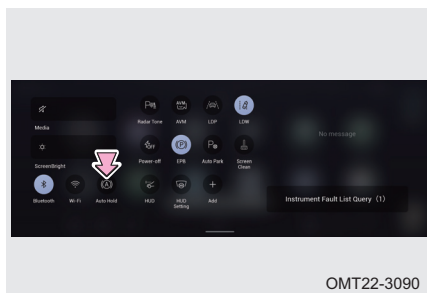 Radar Tone
AVM
LDP
LDW
Media
No message
OFF
P
P
ScreenBright
Power-off
EPB
Auto Park
Screen
Clean
A
Bluetooth
Wi-Fi
Auto Hold
HUD
HUD
Setting
Add
Instrument Fault List Query (1)
OMT22-3090